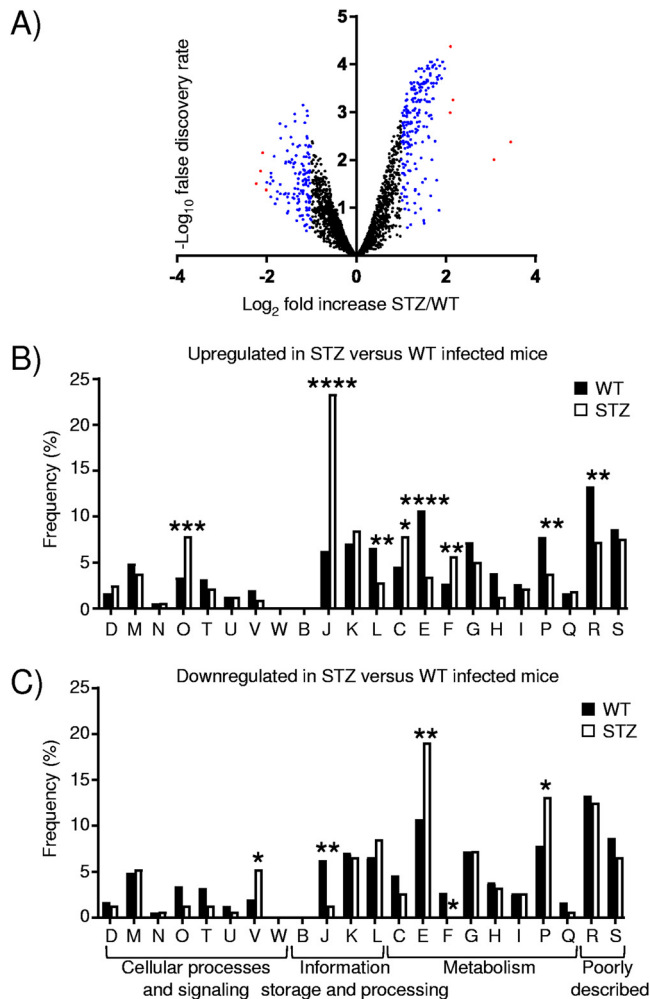 A)
-Log10 false discovery rate
5
4
3
2
1
-4 -2 0 2 4
Log2 fold increase STZ/WT
B)
Upregulated in STZ versus WT infected mice
Frequency (%)
25
20
15
10
5
0
WT
STZ
*** **** ** * **** ** ** **
D M N O T U V W B J K L C E F G H I P Q R S
C)
Downregulated in STZ versus WT infected mice
Frequency (%)
25
20
15
10
5
0
WT
STZ
* ** ** * *
D M N O T U V W B J K L C E F G H I P Q R S
Cellular processes and signaling
Information storage and processing
Metabolism
Poorly described